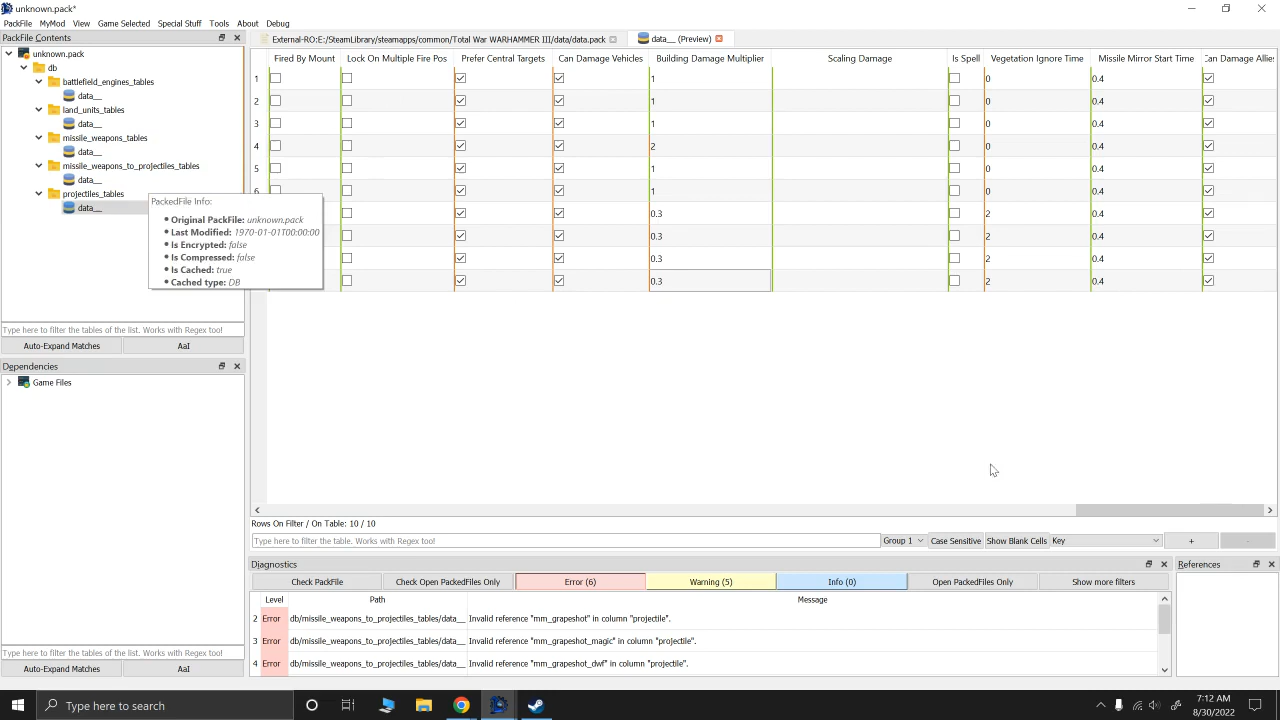 unknown.pack*
PackFile MyMod View Game Selected Special Stuff Tools About Debug
PackFile Contents
External-RO:E:/SteamLibrary/steamapps/common/Total War WARHAMMER III/data/data.pack
data__ (Preview)
unknown.pack
db
battlefield_engines_tables
data__
land_units_tables
data__
missile_weapons_tables
data__
missile_weapons_to_projectiles_tables
data__
projectiles_tables
data__
PackedFile Info:
Original PackFile: unknown.pack
Last Modified: 1970-01-01T00:00:00
Is Encrypted: false
Is Compressed: false
Is Cached: true
Cached type: DB
Fired By Mount Lock On Multiple Fire Pos Prefer Central Targets Can Damage Vehicles Building Damage Multiplier Scaling Damage Is Spell Vegetation Ignore Time Missile Mirror Start Time Can Damage Allies
1 1 0 0.4
2 1 0 0.4
3 1 0 0.4
4 2 0 0.4
5 1 0 0.4
6 1 0 0.4
0.3 2 0.4
0.3 2 0.4
0.3 2 0.4
0.3 2 0.4
Type here to filter the tables of the list. Works with Regex too!
Auto-Expand Matches AaI
Dependencies
Game Files
Type here to filter the tables of the list. Works with Regex too!
Auto-Expand Matches AaI
Rows On Filter / On Table: 10 / 10
Type here to filter the table. Works with Regex too! Group 1 Case Sensitive Show Blank Cells Key + -
Diagnostics
References
Check PackFile Check Open PackedFiles Only Error (6) Warning (5) Info (0) Open PackedFiles Only Show more filters
Level Path Message
2 Error db/missile_weapons_to_projectiles_tables/data__ Invalid reference "mm_grapeshot" in column "projectile".
3 Error db/missile_weapons_to_projectiles_tables/data__ Invalid reference "mm_grapeshot_magic" in column "projectile".
4 Error db/missile_weapons_to_projectiles_tables/data__ Invalid reference "mm_grapeshot_dwf" in column "projectile".
Type here to search
7:12 AM
8/30/2022